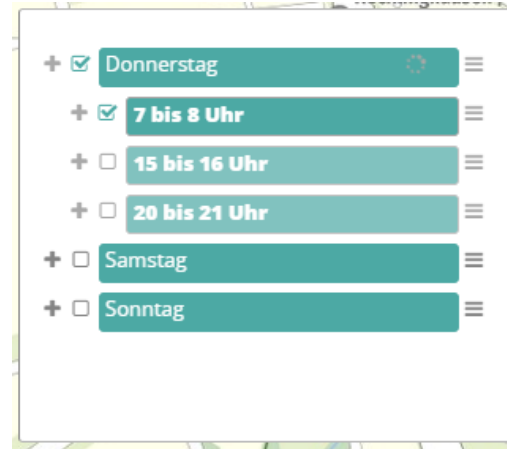 Donnerstag
7 bis 8 Uhr
15 bis 16 Uhr
20 bis 21 Uhr
Samstag
Sonntag